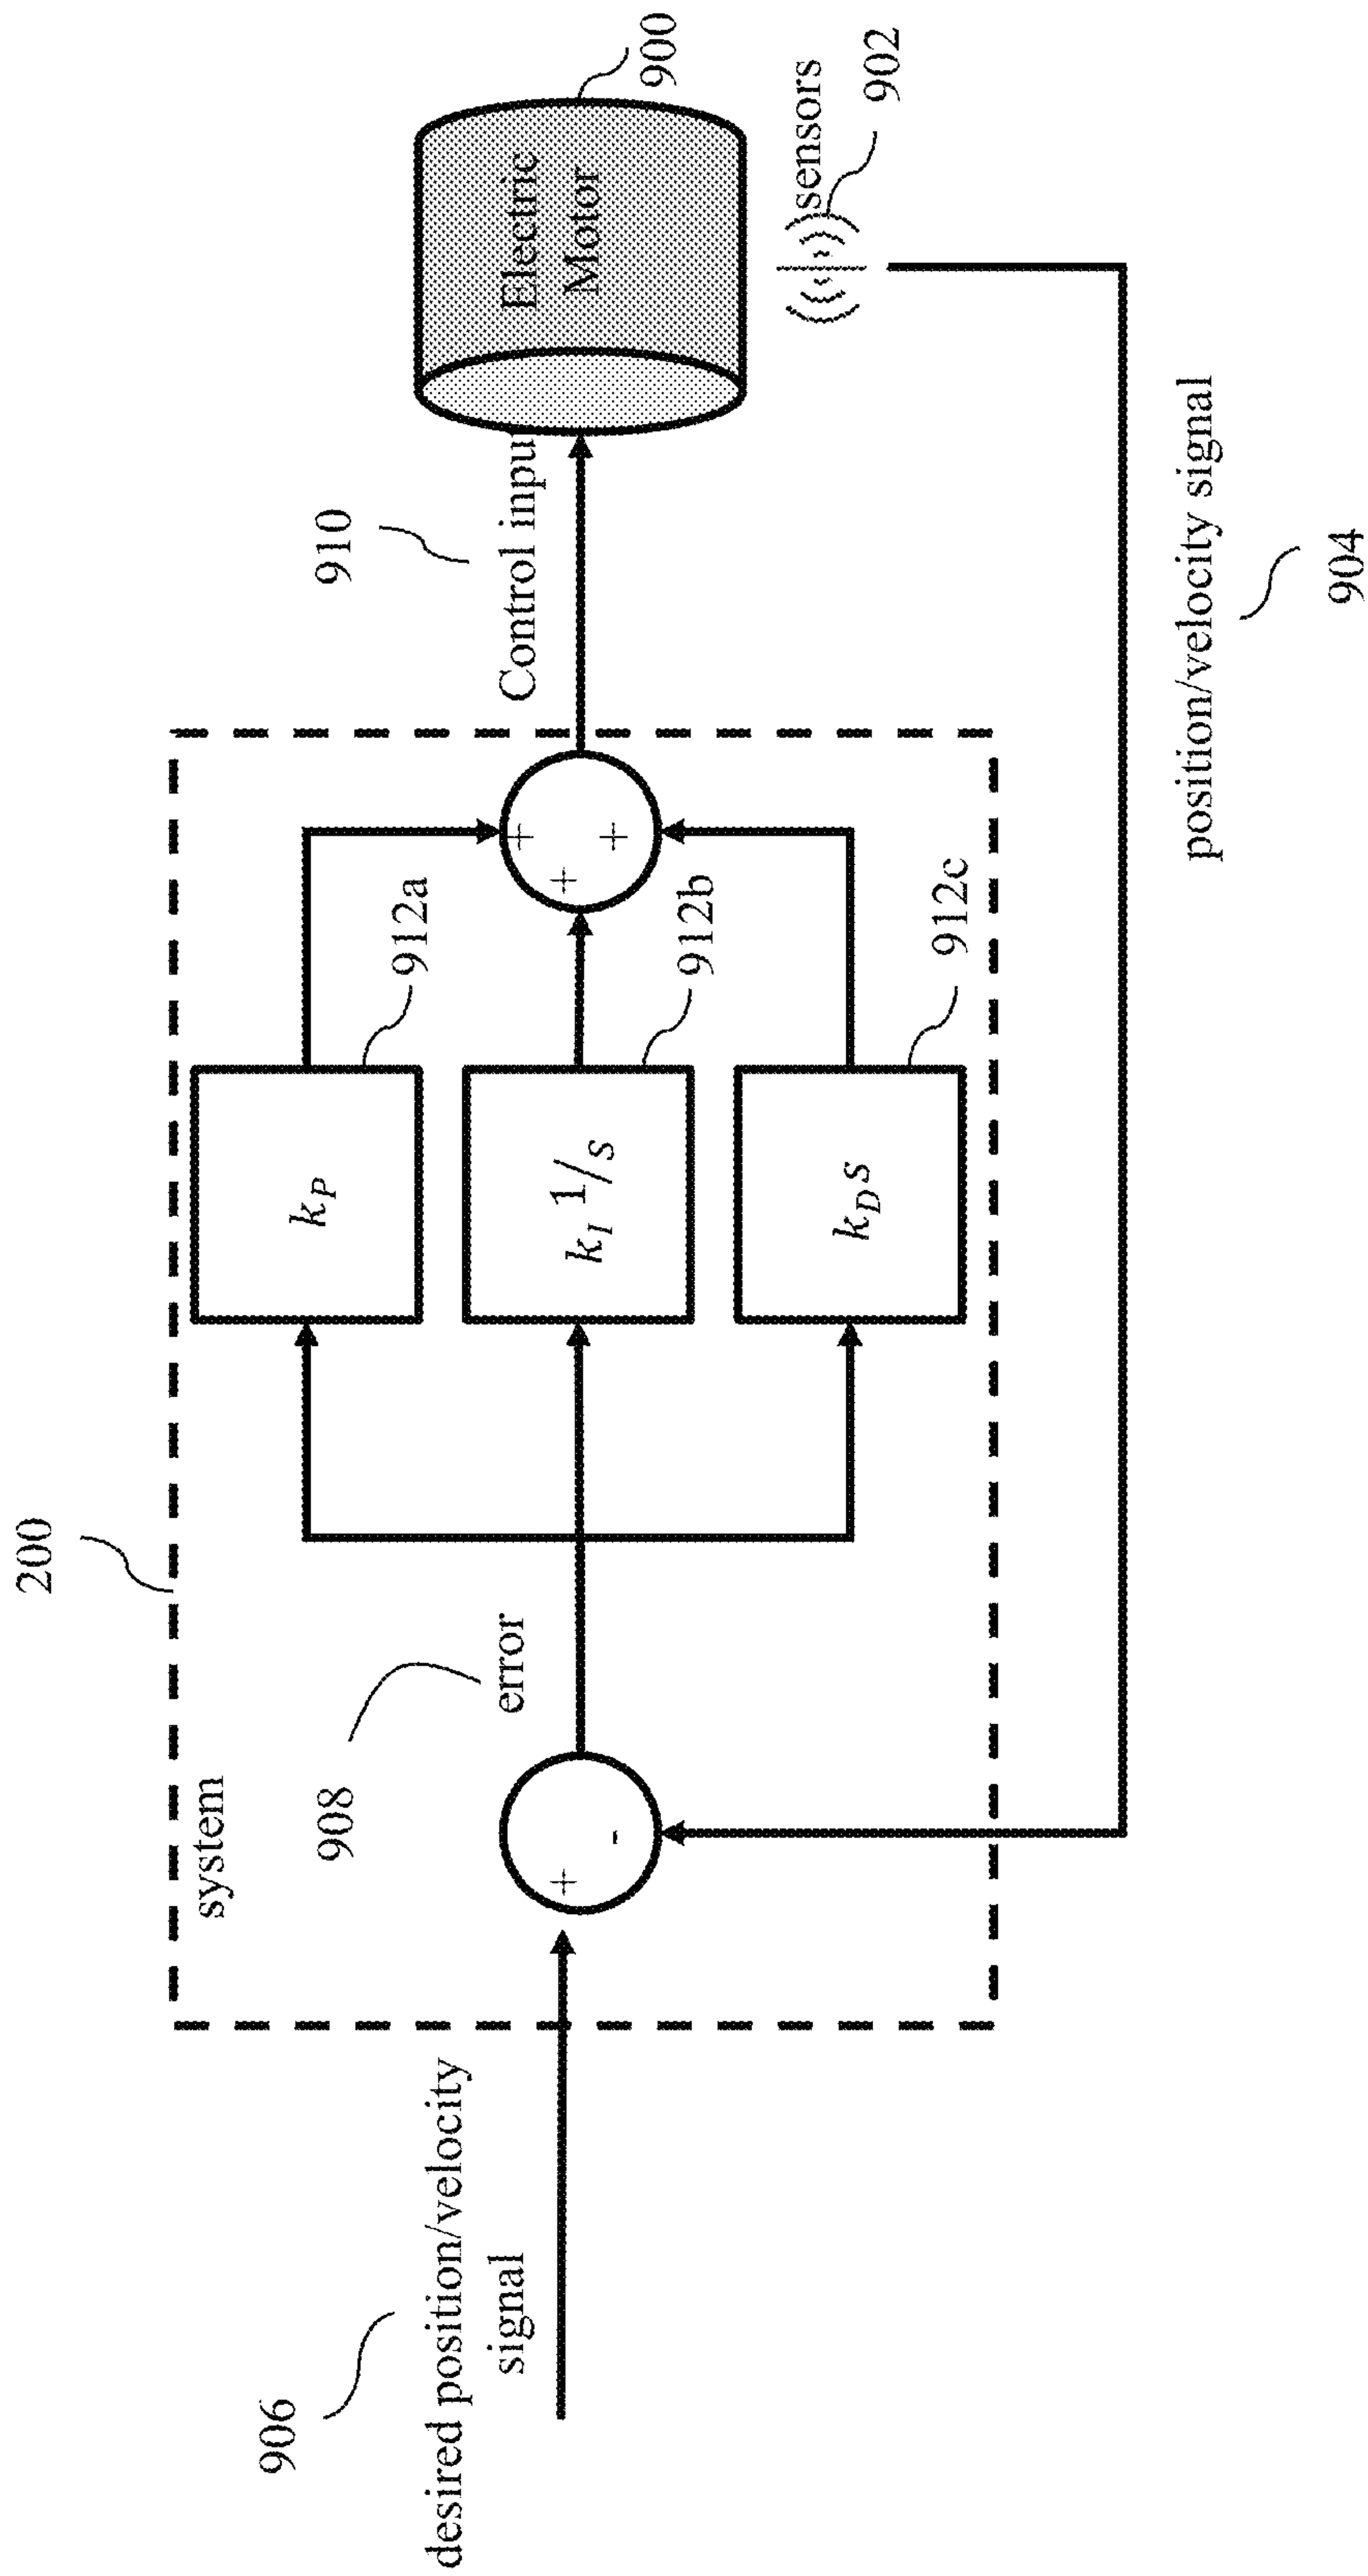 200
system
906
desired position/velocity
signal
+
-
908
error
k_P
912a
k_I 1/s
912b
k_D s
912c
+
+
+
910
Control inpu
Electric
Motor
900
sensors
902
position/velocity signal
904